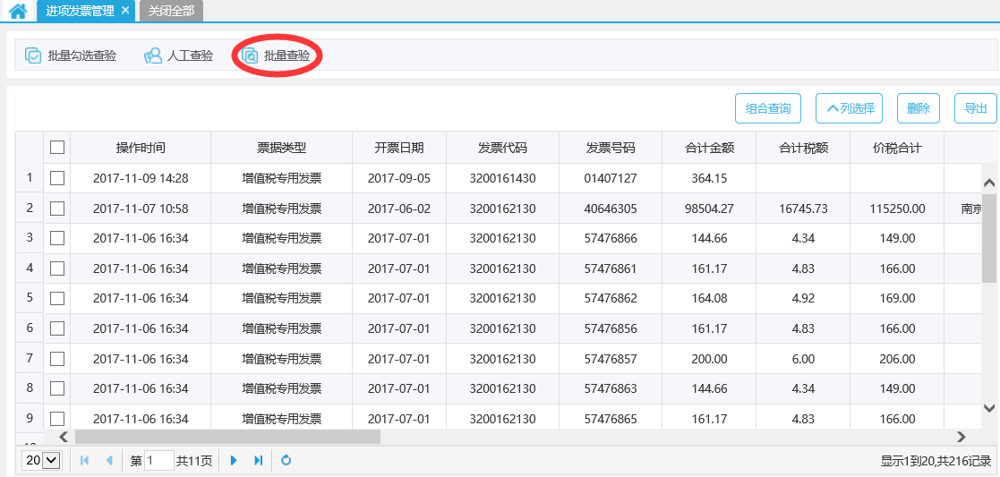 进项发票管理 × 关闭全部
批量勾选查验 人工查验 批量查验
组合查询 列选择 删除 导出
操作时间 票据类型 开票日期 发票代码 发票号码 合计金额 合计税额 价税合计
1 2017-11-09 14:28 增值税专用发票 2017-09-05 3200161430 01407127 364.15
2 2017-11-07 10:58 增值税专用发票 2017-06-02 3200162130 40646305 98504.27 16745.73 115250.00 南京
3 2017-11-06 16:34 增值税专用发票 2017-07-01 3200162130 57476866 144.66 4.34 149.00
4 2017-11-06 16:34 增值税专用发票 2017-07-01 3200162130 57476861 161.17 4.83 166.00
5 2017-11-06 16:34 增值税专用发票 2017-07-01 3200162130 57476862 164.08 4.92 169.00
6 2017-11-06 16:34 增值税专用发票 2017-07-01 3200162130 57476856 161.17 4.83 166.00
7 2017-11-06 16:34 增值税专用发票 2017-07-01 3200162130 57476857 200.00 6.00 206.00
8 2017-11-06 16:34 增值税专用发票 2017-07-01 3200162130 57476863 144.66 4.34 149.00
9 2017-11-06 16:34 增值税专用发票 2017-07-01 3200162130 57476865 161.17 4.83 166.00
20 第 1 共11页 显示1到20,共216记录